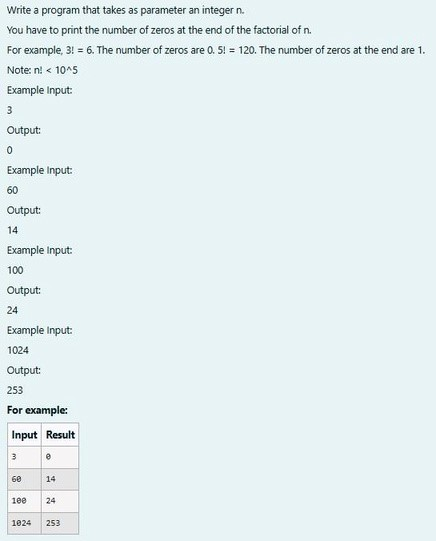 Write a program that takes as parameter an integer n.
You have to print the number of zeros at the end of the factorial of n.
For example, 3! = 6. The number of zeros are 0. 5! = 120. The number of zeros at the end are 1.
Note: n! < 10^5
Example Input:
3
Output:
0
Example Input:
60
Output:
14
Example Input:
100
Output:
24
Example Input:
1024
Output:
253
For example:
Input Result
3 0
60 14
100 24
1024 253